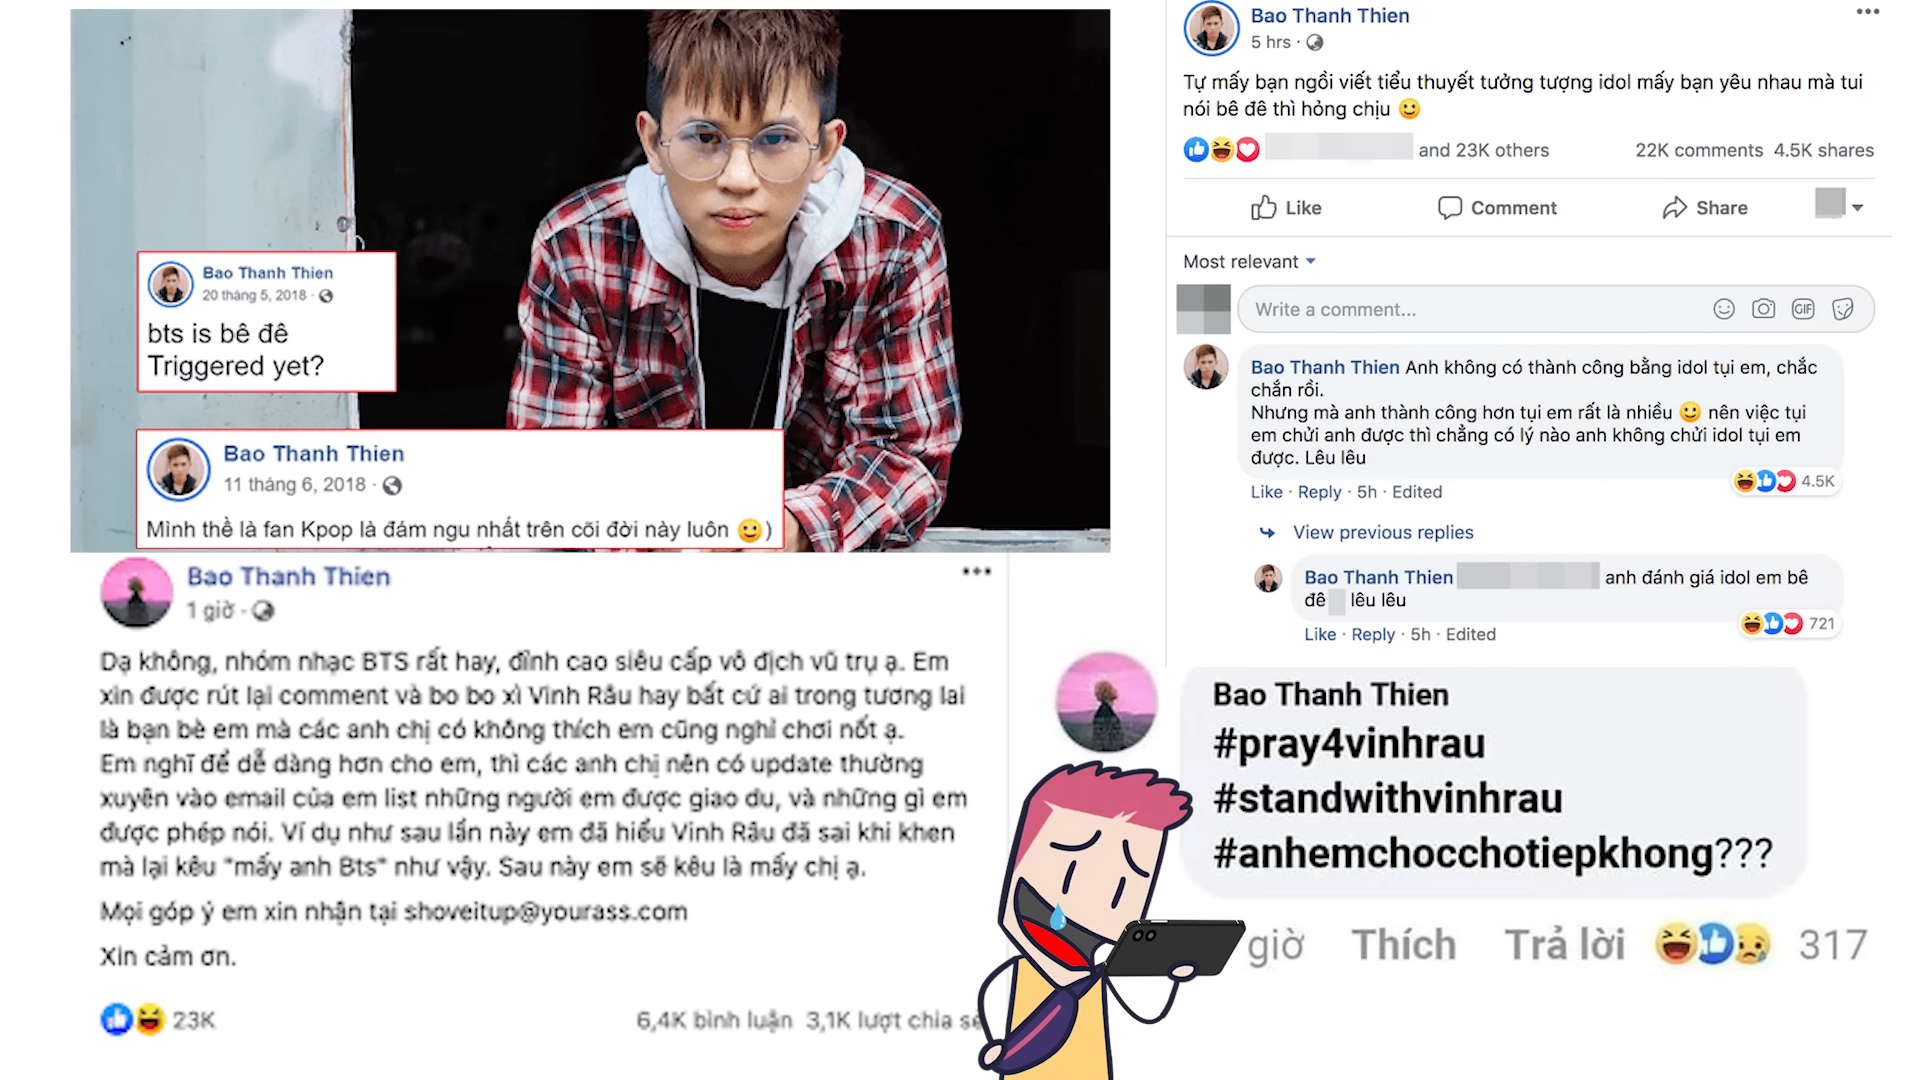 Bao Thanh Thien
20 tháng 5, 2018
bts is bê đê
Triggered yet?
Bao Thanh Thien
11 tháng 6, 2018
Mình thề là fan Kpop là đám ngu nhất trên cõi đời này luôn 🙂)
Bao Thanh Thien
1 giờ
Dạ không, nhóm nhạc BTS rất hay, đỉnh cao siêu cấp vô địch vũ trụ ạ. Em
xin được rút lại comment và bo bo xì Vinh Râu hay bất cứ ai trong tương lai
là bạn bè em mà các anh chị có không thích em cũng nghỉ chơi nốt ạ.
Em nghĩ để dễ dàng hơn cho em, thì các anh chị nên có update thường
xuyên vào email của em list những người em được giao du, và những gì em
được phép nói. Ví dụ như sau lần này em đã hiểu Vinh Râu đã sai khi khen
mà lại kêu "mấy anh Bts" như vậy. Sau này em sẽ kêu là mấy chị ạ.
Mọi góp ý em xin nhận tại shoveitup@yourass.com
Xin cảm ơn.
23K
6,4K bình luận 3,1K lượt chia sẻ
Bao Thanh Thien
5 hrs
Tự mấy bạn ngồi viết tiểu thuyết tưởng tượng idol mấy bạn yêu nhau mà tui
nói bê đê thì hỏng chịu 🙂
and 23K others
22K comments 4.5K shares
Like
Comment
Share
Most relevant
Write a comment...
GIF
Bao Thanh Thien Anh không có thành công bằng idol tụi em, chắc
chắn rồi.
Nhưng mà anh thành công hơn tụi em rất là nhiều 🙂 nên việc tụi
em chửi anh được thì chẳng có lý nào anh không chửi idol tụi em
được. Lêu lêu
4.5K
Like · Reply · 5h · Edited
View previous replies
Bao Thanh Thien anh đánh giá idol em bê
đê lêu lêu
721
Like · Reply · 5h · Edited
Bao Thanh Thien
#pray4vinhrau
#standwithvinhrau
#anhemchocchotiepkhong???
giờ Thích Trả lời 317